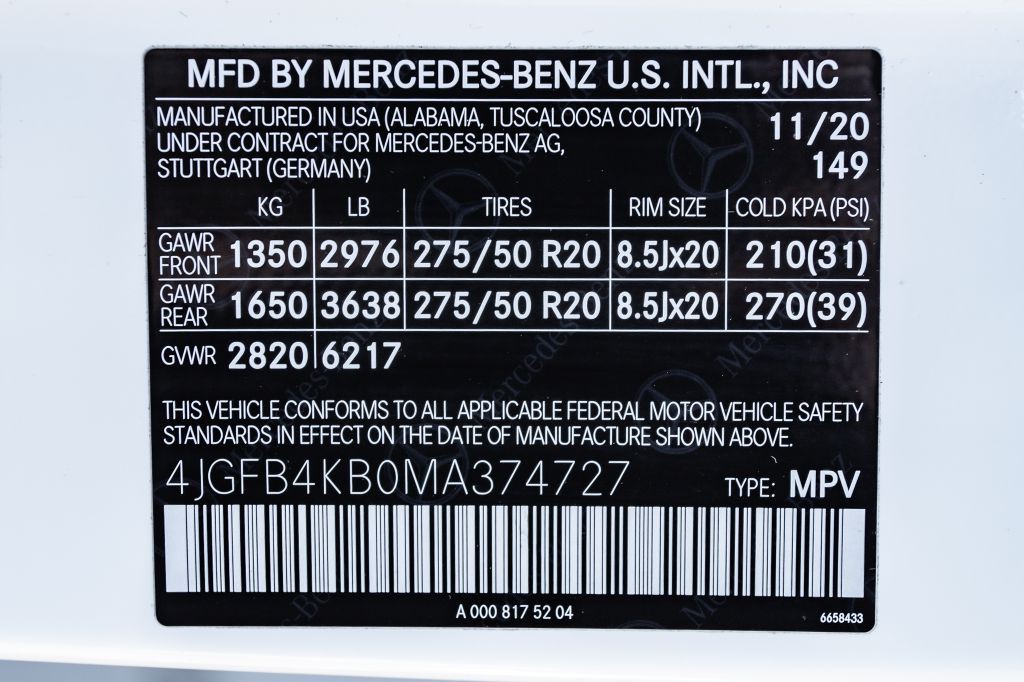 MFD BY MERCEDES-BENZ U.S. INTL., INC
MANUFACTURED IN USA (ALABAMA, TUSCALOOSA COUNTY)
UNDER CONTRACT FOR MERCEDES-BENZ AG,
STUTTGART (GERMANY)
11/20
149
KG LB TIRES RIM SIZE COLD KPA (PSI)
GAWR FRONT 1350 2976 275/50 R20 8.5Jx20 210(31)
GAWR REAR 1650 3638 275/50 R20 8.5Jx20 270(39)
GVWR 2820 6217
THIS VEHICLE CONFORMS TO ALL APPLICABLE FEDERAL MOTOR VEHICLE SAFETY
STANDARDS IN EFFECT ON THE DATE OF MANUFACTURE SHOWN ABOVE.
4JGFB4KB0MA374727 TYPE: MPV
A 000 817 52 04
6658433